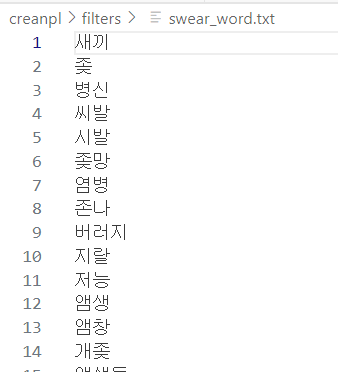 creanpl > filters > swear_word.txt
1 새끼
2 좆
3 병신
4 씨발
5 시발
6 좆망
7 염병
8 존나
9 버러지
10 지랄
11 저능
12 앰생
13 앰창
14 개좆